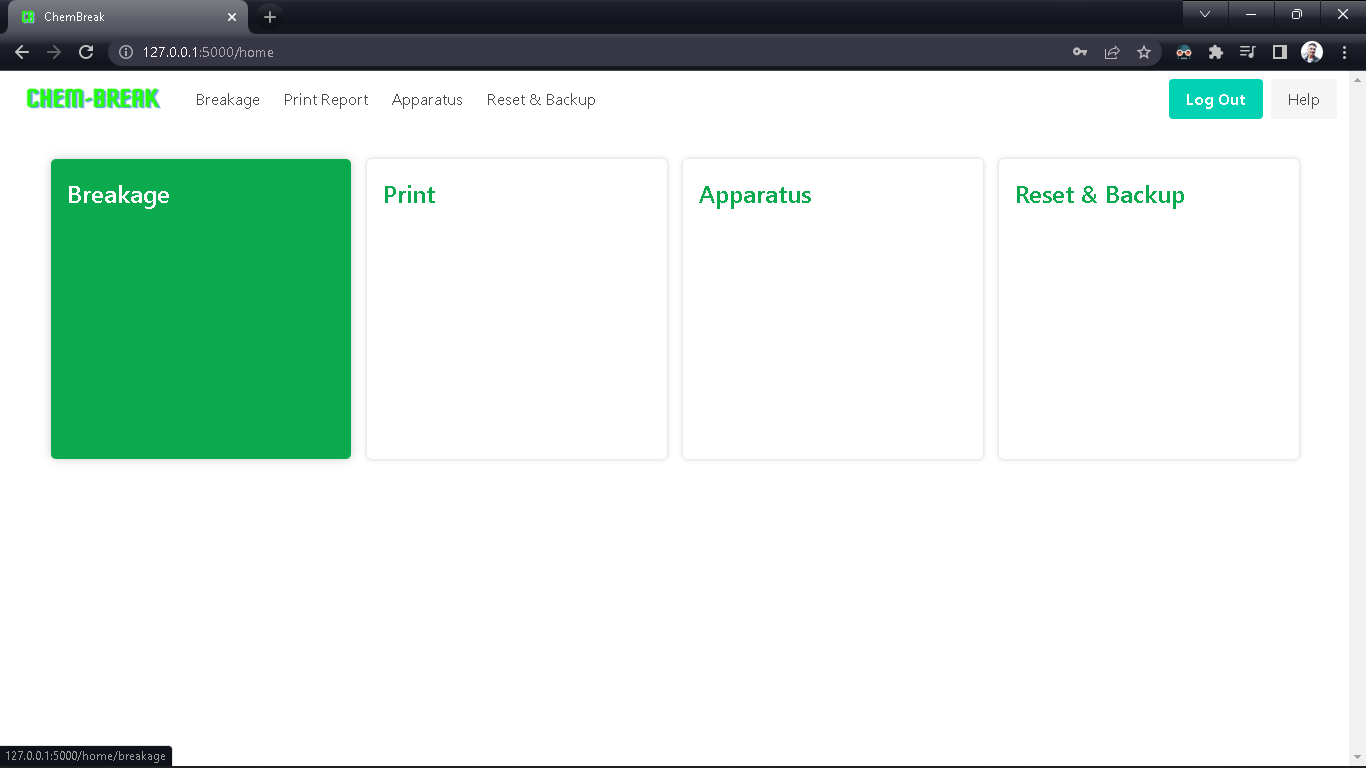 ChemBreak
127.0.0.1:5000/home
CHEM-BREAK Breakage Print Report Apparatus Reset & Backup Log Out Help
Breakage Print Apparatus Reset & Backup
127.0.0.1:5000/home/breakage